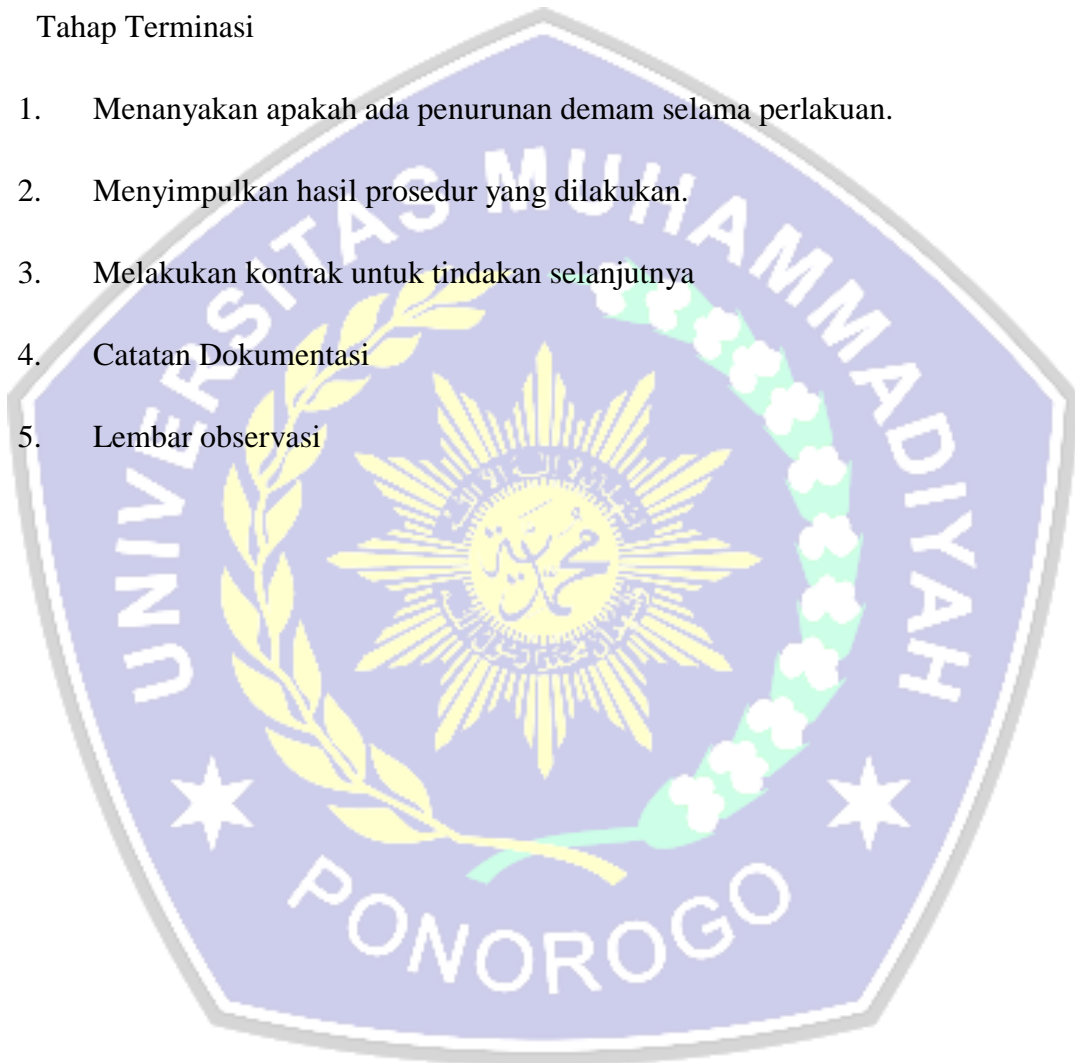 Tahap Terminasi
1. Menanyakan apakah ada penurunan demam selama perlakuan.
2. Menyimpulkan hasil prosedur yang dilakukan.
3. Melakukan kontrak untuk tindakan selanjutnya
4. Catatan Dokumentasi
5. Lembar observasi
UNIVERSITAS MUHAMMADIYAH
PONOROGO